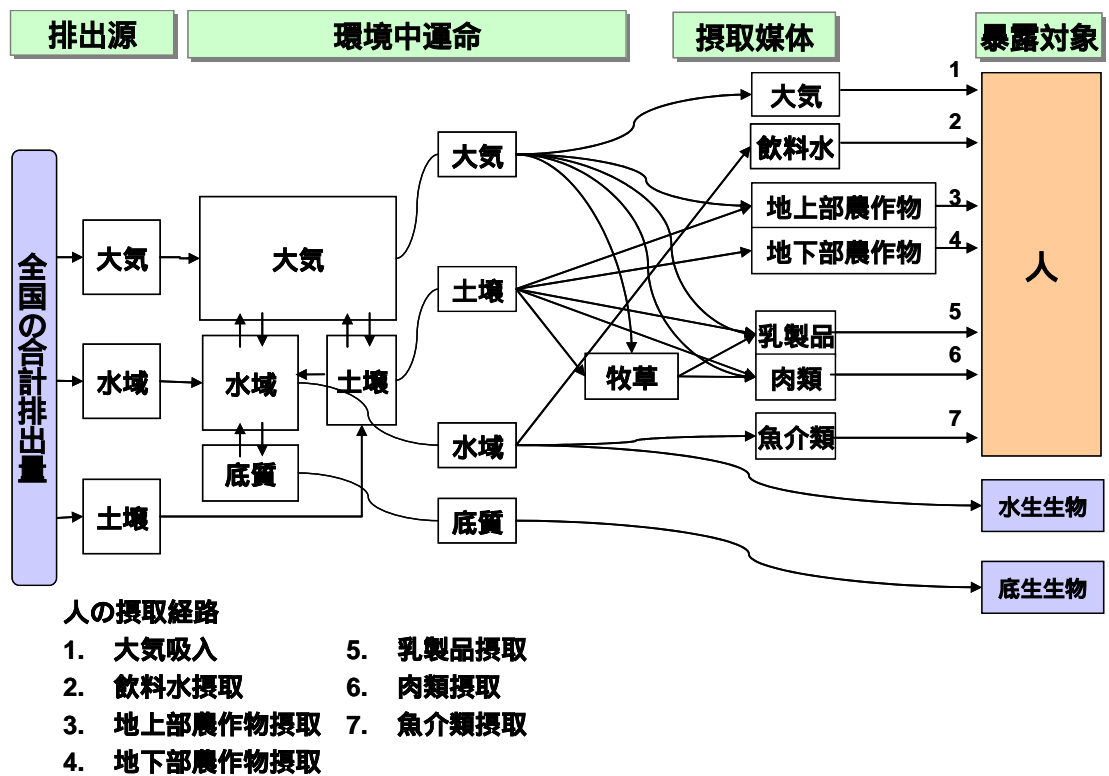 排出源
環境中運命
摂取媒体
暴露対象
全国の合計排出量
大気
水域
土壌
大気
水域
土壌
底質
大気
土壌
水域
底質
牧草
大気
飲料水
地上部農作物
地下部農作物
乳製品
肉類
魚介類
1
2
3
4
5
6
7
人
水生生物
底生生物
人の摂取経路
1. 大気吸入
2. 飲料水摂取
3. 地上部農作物摂取
4. 地下部農作物摂取
5. 乳製品摂取
6. 肉類摂取
7. 魚介類摂取